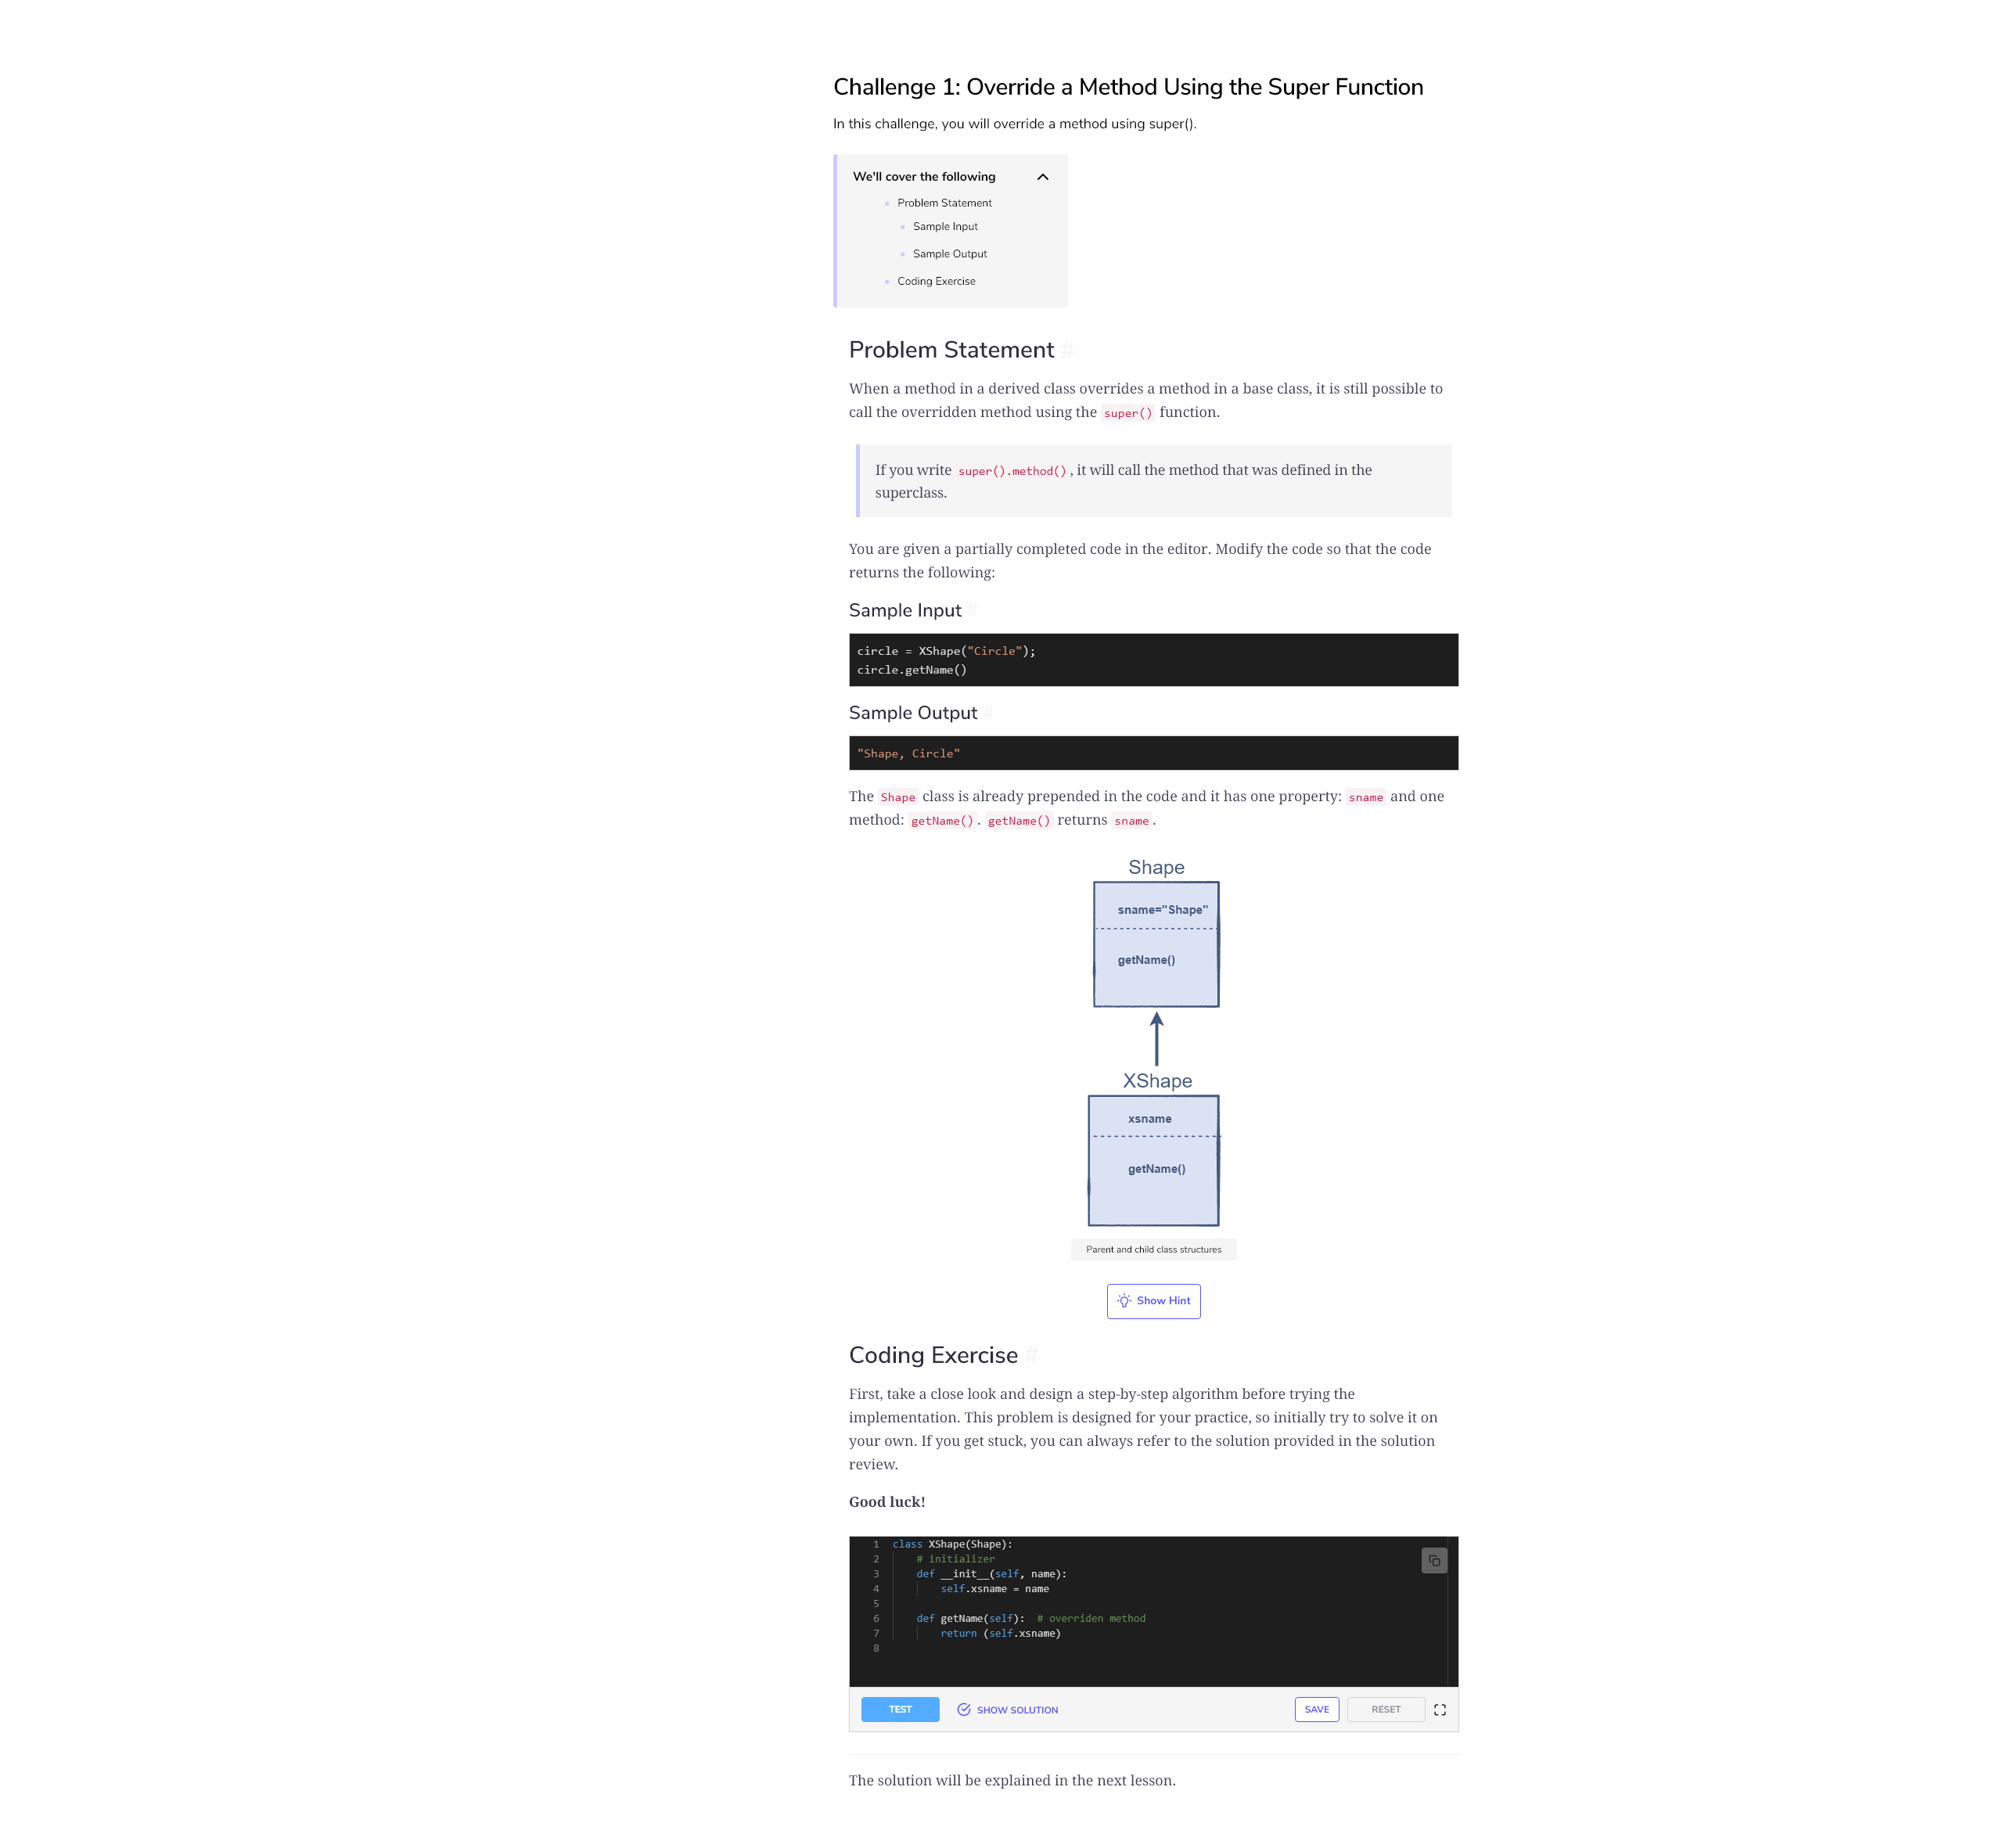 Challenge 1: Override a Method Using the Super Function
In this challenge, you will override a method using super().
We'll cover the following
Problem Statement
Sample Input
Sample Output
Coding Exercise
Problem Statement #
When a method in a derived class overrides a method in a base class, it is still possible to
call the overridden method using the super() function.
If you write super().method(), it will call the method that was defined in the
superclass.
You are given a partially completed code in the editor. Modify the code so that the code
returns the following:
Sample Input #
circle = XShape("Circle");
circle.getName()
Sample Output #
"Shape, Circle"
The Shape class is already prepended in the code and it has one property: sname and one
method: getName(). getName() returns sname.
Shape
sname="Shape"
getName()
XShape
xsname
getName()
Parent and child class structures
Show Hint
Coding Exercise #
First, take a close look and design a step-by-step algorithm before trying the
implementation. This problem is designed for your practice, so initially try to solve it on
your own. If you get stuck, you can always refer to the solution provided in the solution
review.
Good luck!
1 class XShape(Shape):
2     # initializer
3     def __init__(self, name):
4         self.xsname = name
5
6     def getName(self):  # overriden method
7         return (self.xsname)
8
TEST SHOW SOLUTION SAVE RESET
The solution will be explained in the next lesson.